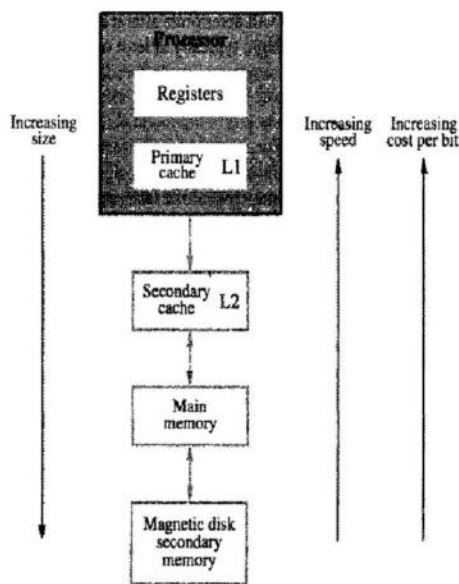 Processor
Registers
Increasing
size
Primary
cache L1
Increasing
speed
Increasing
cost per bit
Secondary
cache L2
Main
memory
Magnetic disk
secondary
memory